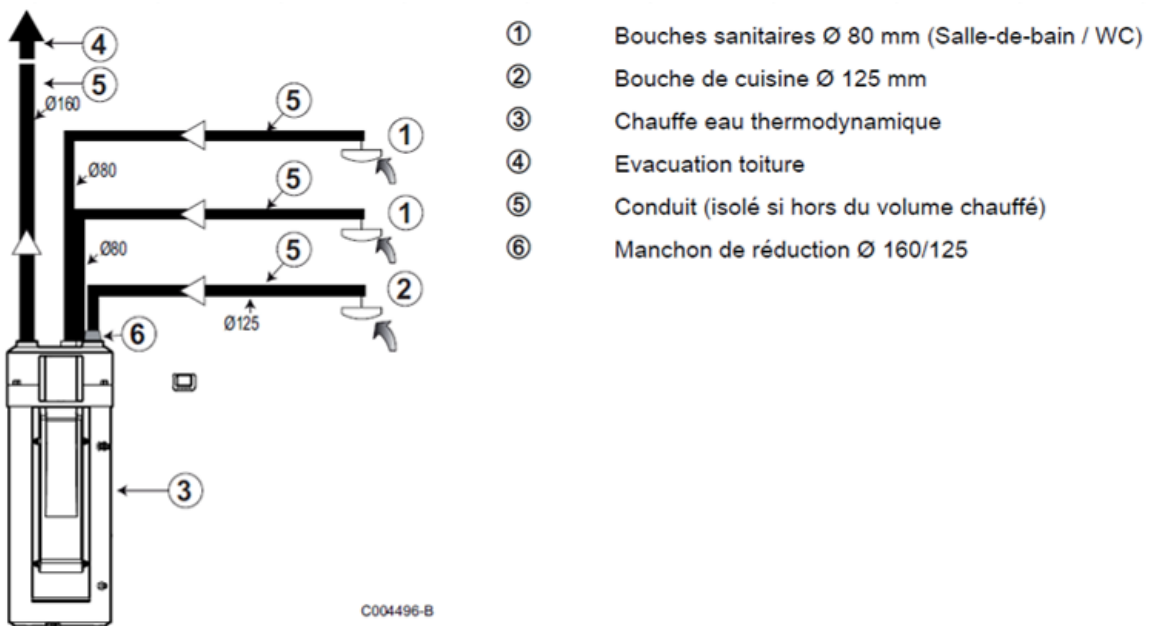 ① Bouches sanitaires Ø 80 mm (Salle-de-bain / WC)
② Bouche de cuisine Ø 125 mm
③ Chauffe eau thermodynamique
④ Evacuation toiture
⑤ Conduit (isolé si hors du volume chauffé)
⑥ Manchon de réduction Ø 160/125
4
5
Ø160
5
1
Ø80
5
1
Ø80
5
2
Ø125
6
3
C004496-B